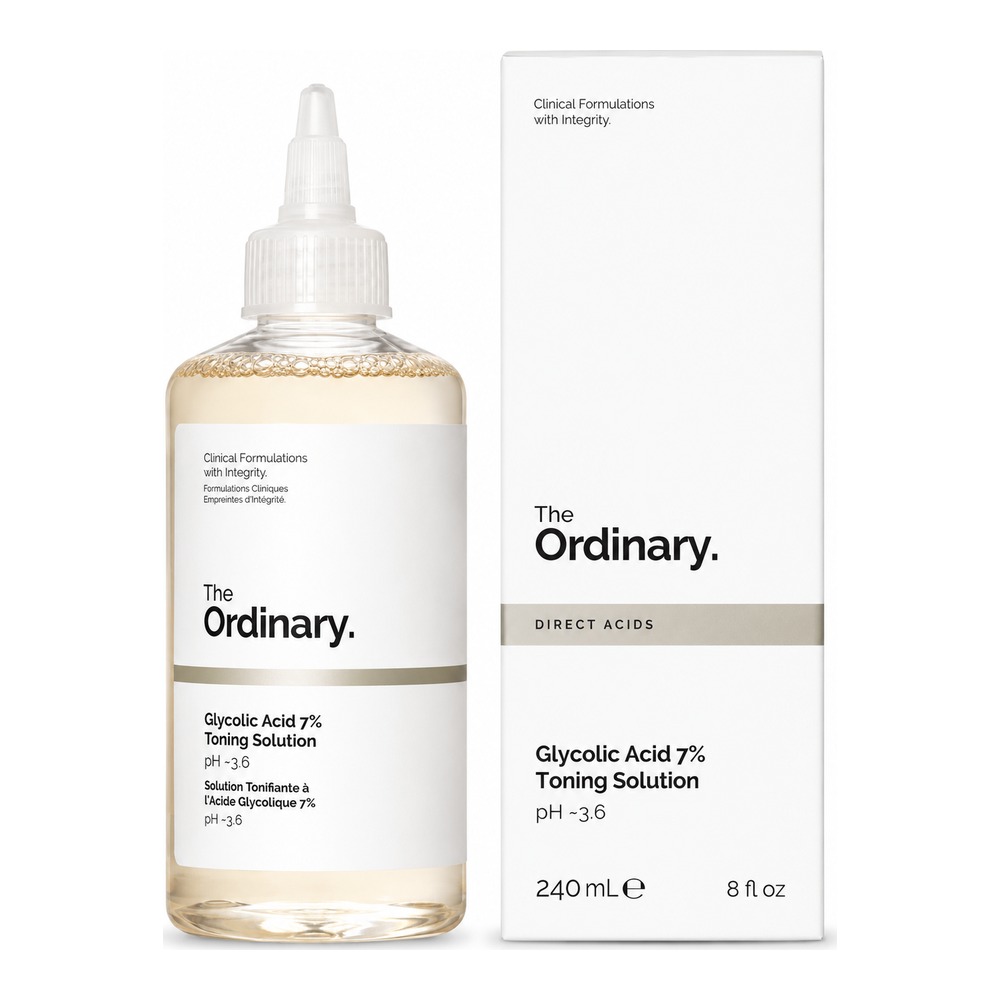 Clinical Formulations
with Integrity.
Formulations Cliniques
Empreintes d'Intégrité.
The
Ordinary.
Glycolic Acid 7%
Toning Solution
pH ~3.6
Solution Tonifiante à
l'Acide Glycolique 7%
pH ~3.6
Clinical Formulations
with Integrity.
The
Ordinary.
DIRECT ACIDS
Glycolic Acid 7%
Toning Solution
pH ~3.6
240 mL ℮ 8 fl oz